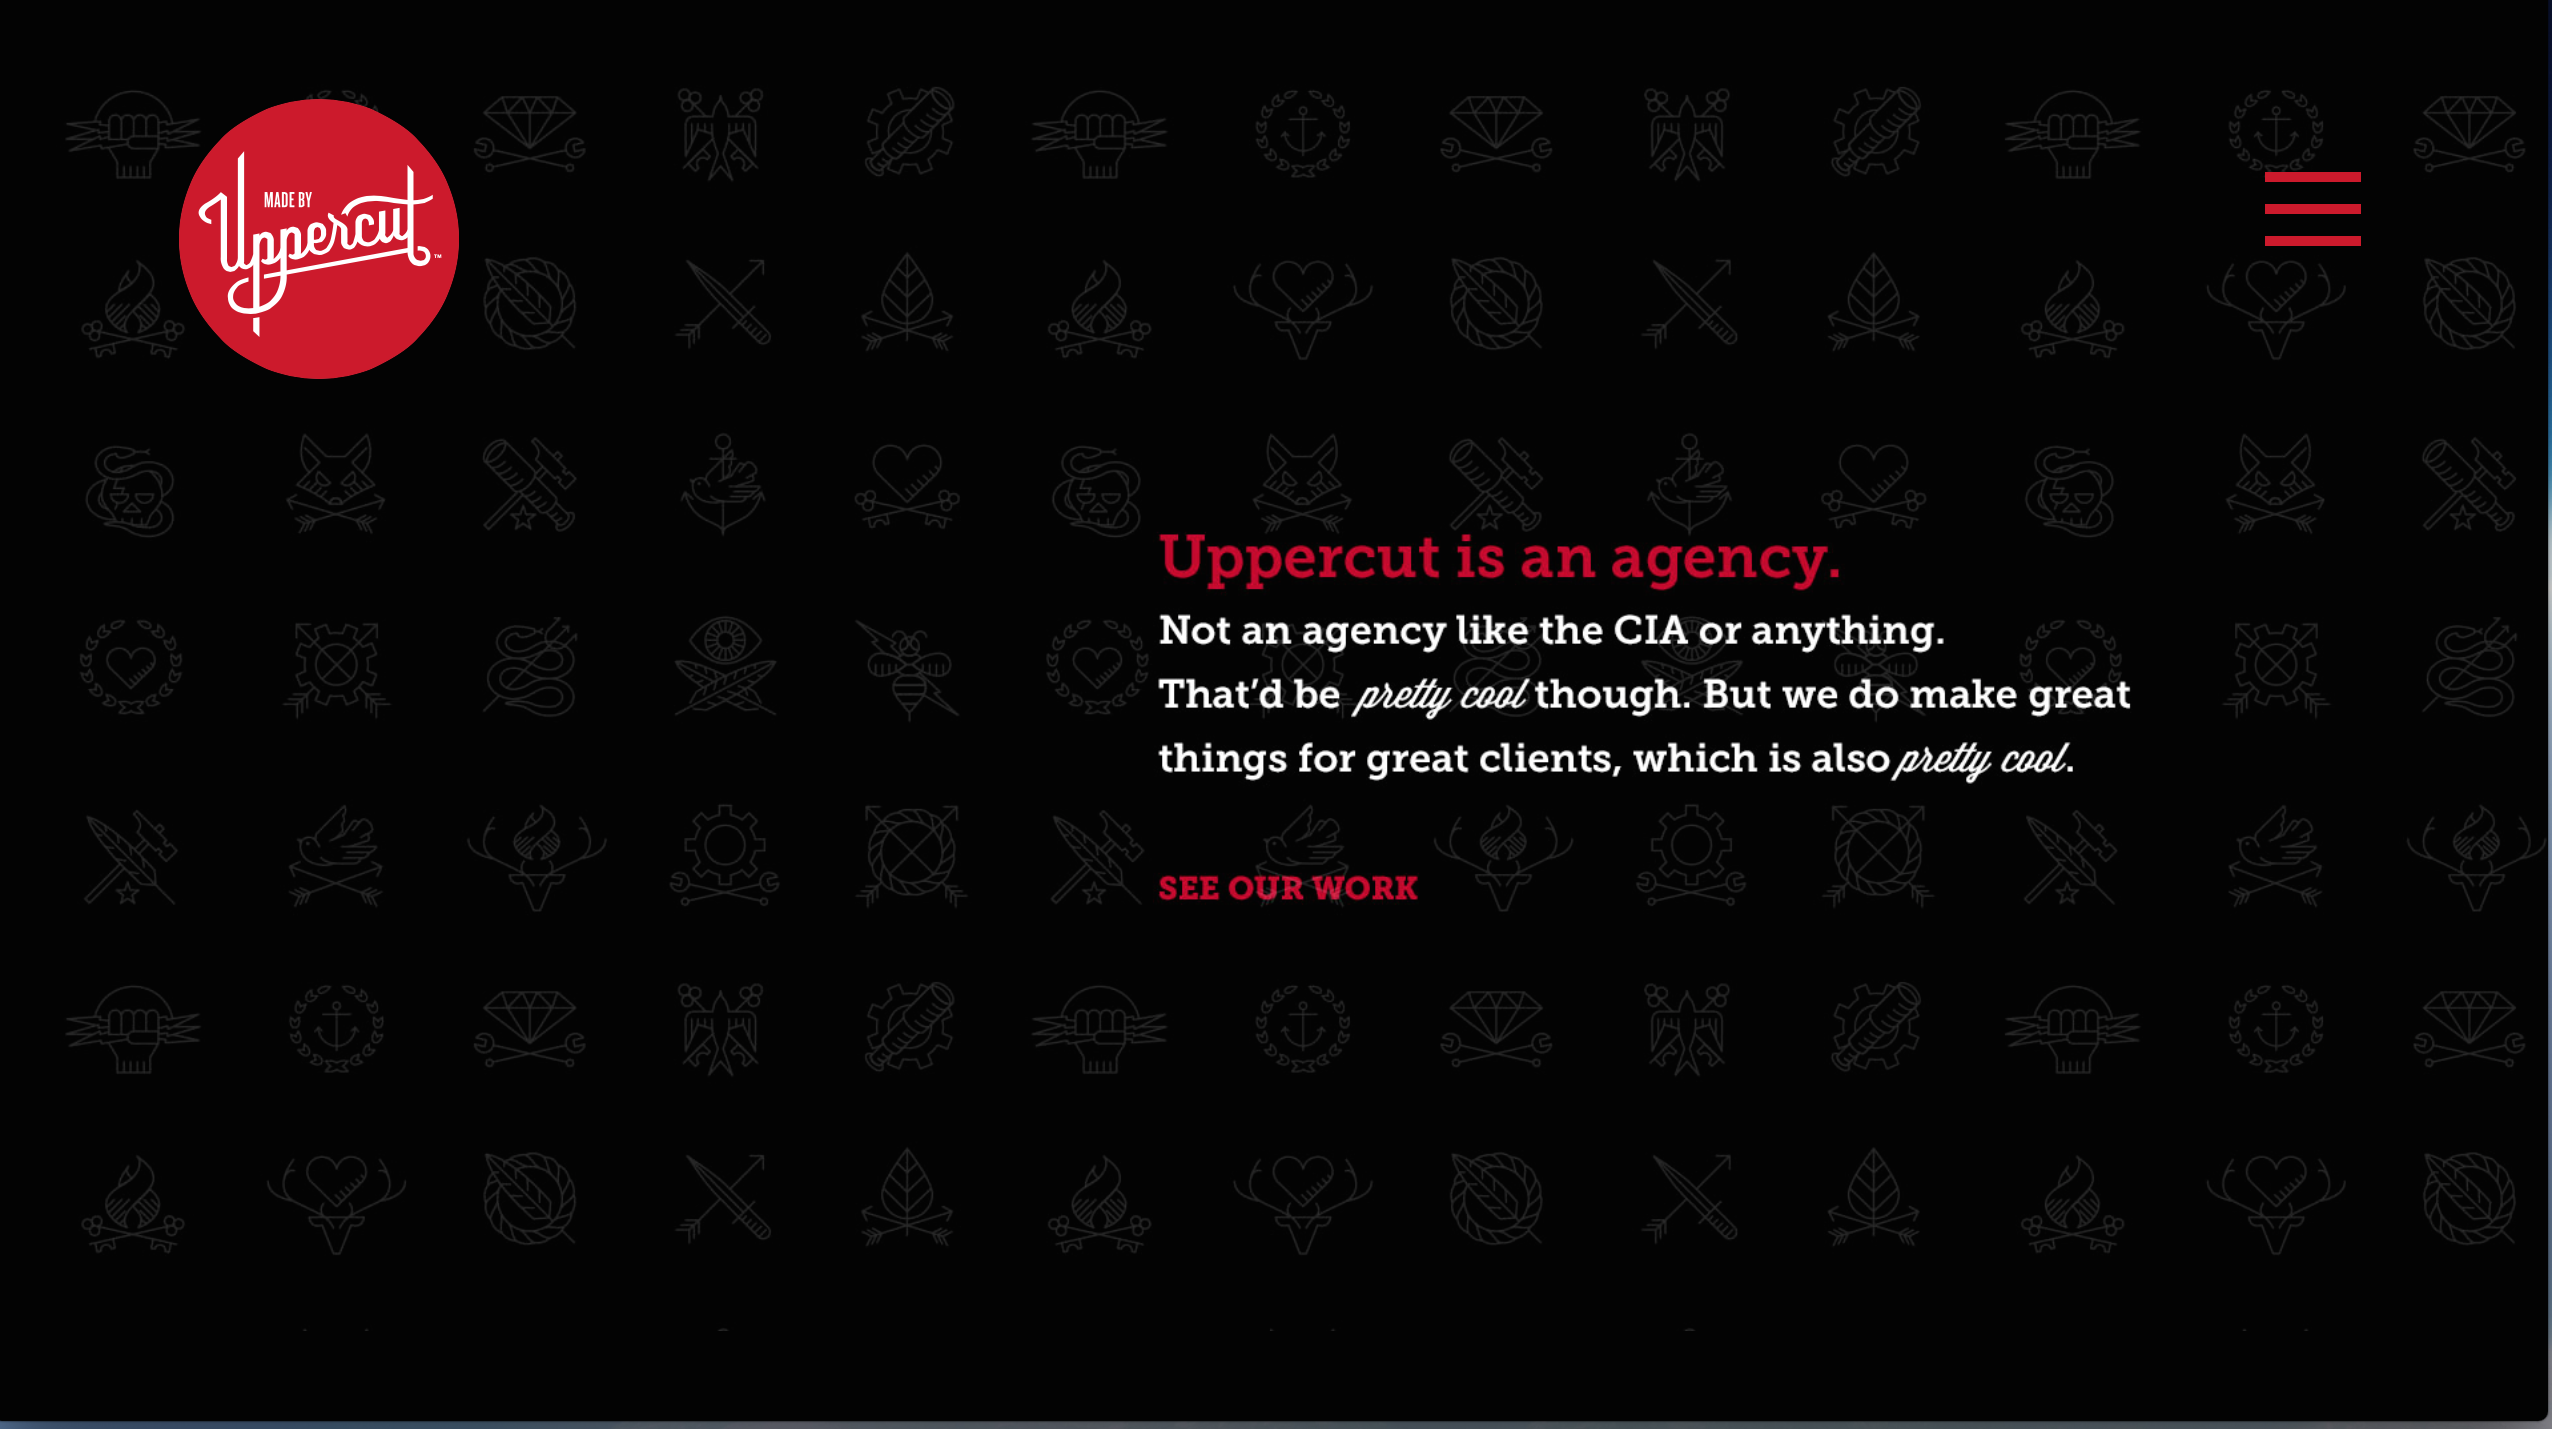 MADE BY
Uppercut™
Uppercut is an agency.
Not an agency like the CIA or anything.
That’d be pretty cool though. But we do make great
things for great clients, which is also pretty cool.
SEE OUR WORK